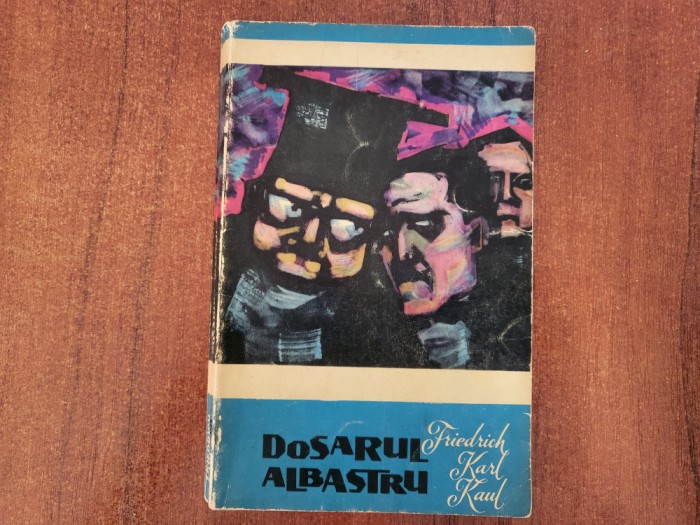 DOSARUL
ALBASTRU
Friedrich
Karl
Kaul